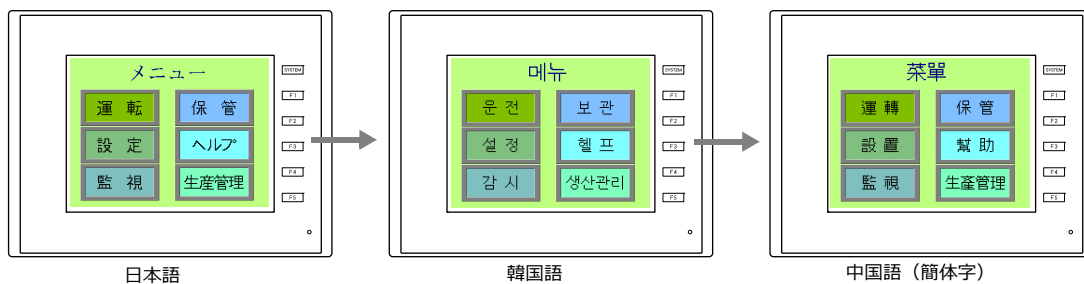 メニュー
運 転
保 管
設 定
ヘルプ
監 視
生産管理
SYSTEM
F1
F2
F3
F4
F5
日本語
메뉴
운 전
보 관
설 정
헬 프
감 시
생산관리
SYSTEM
F1
F2
F3
F4
F5
韓国語
菜單
運 轉
保 管
設 置
幫 助
監 視
生產管理
SYSTEM
F1
F2
F3
F4
F5
中国語（簡体字）